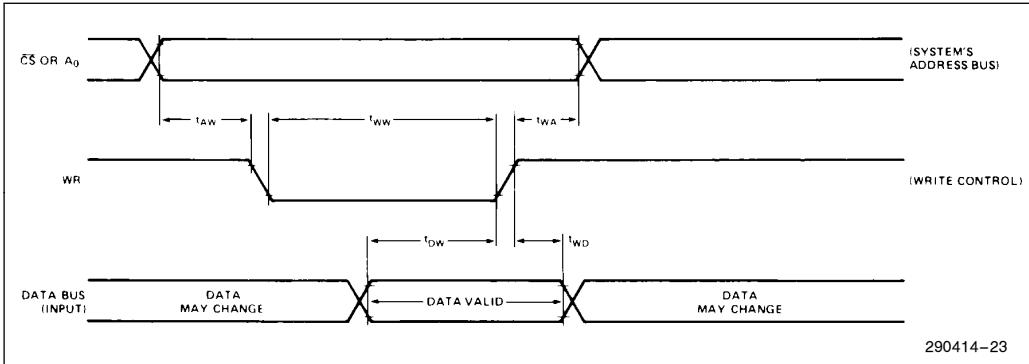 C̅S̅ OR A₀
(SYSTEM'S
ADDRESS BUS)
tAW
tWW
tWA
WR
(WRITE CONTROL)
tDW
tWD
DATA BUS
(INPUT)
DATA
MAY CHANGE
DATA VALID
DATA
MAY CHANGE
290414–23